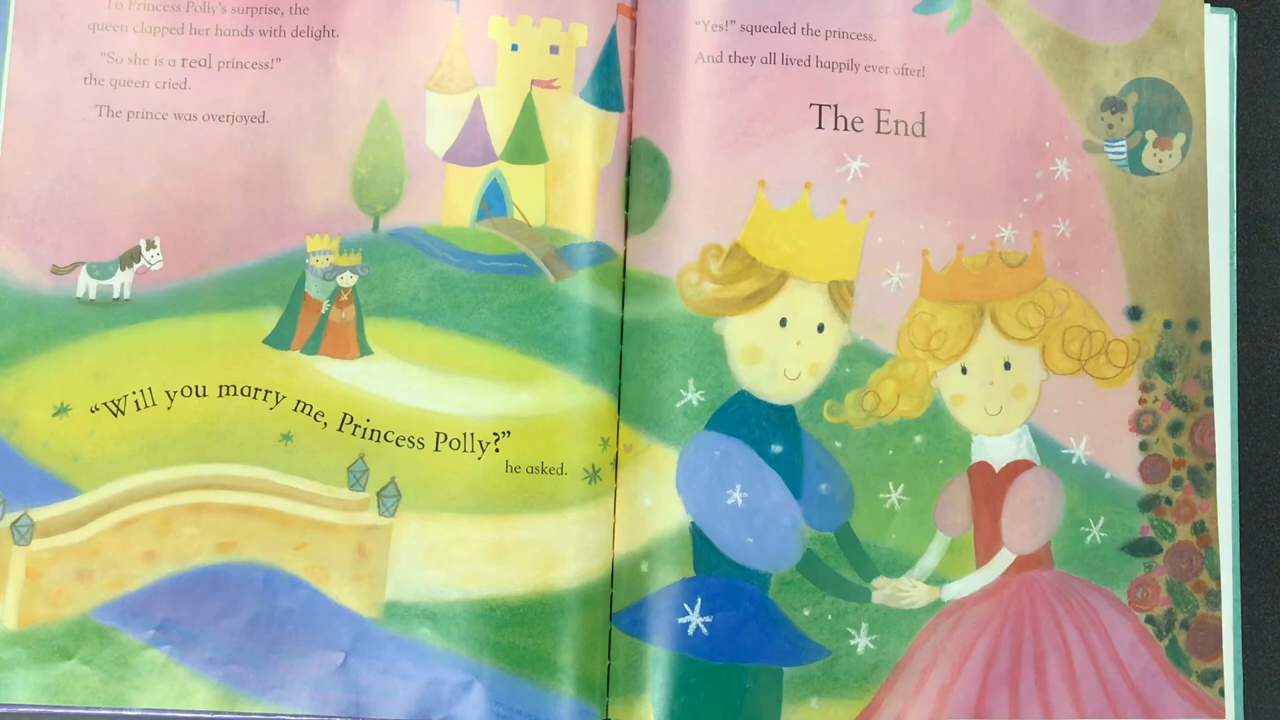 To Princess Polly's surprise, the
queen clapped her hands with delight.
"So she is a real princess!"
the queen cried.
The prince was overjoyed.
"Will you marry me, Princess Polly?"
he asked.
"Yes!" squealed the princess.
And they all lived happily ever after!
The End